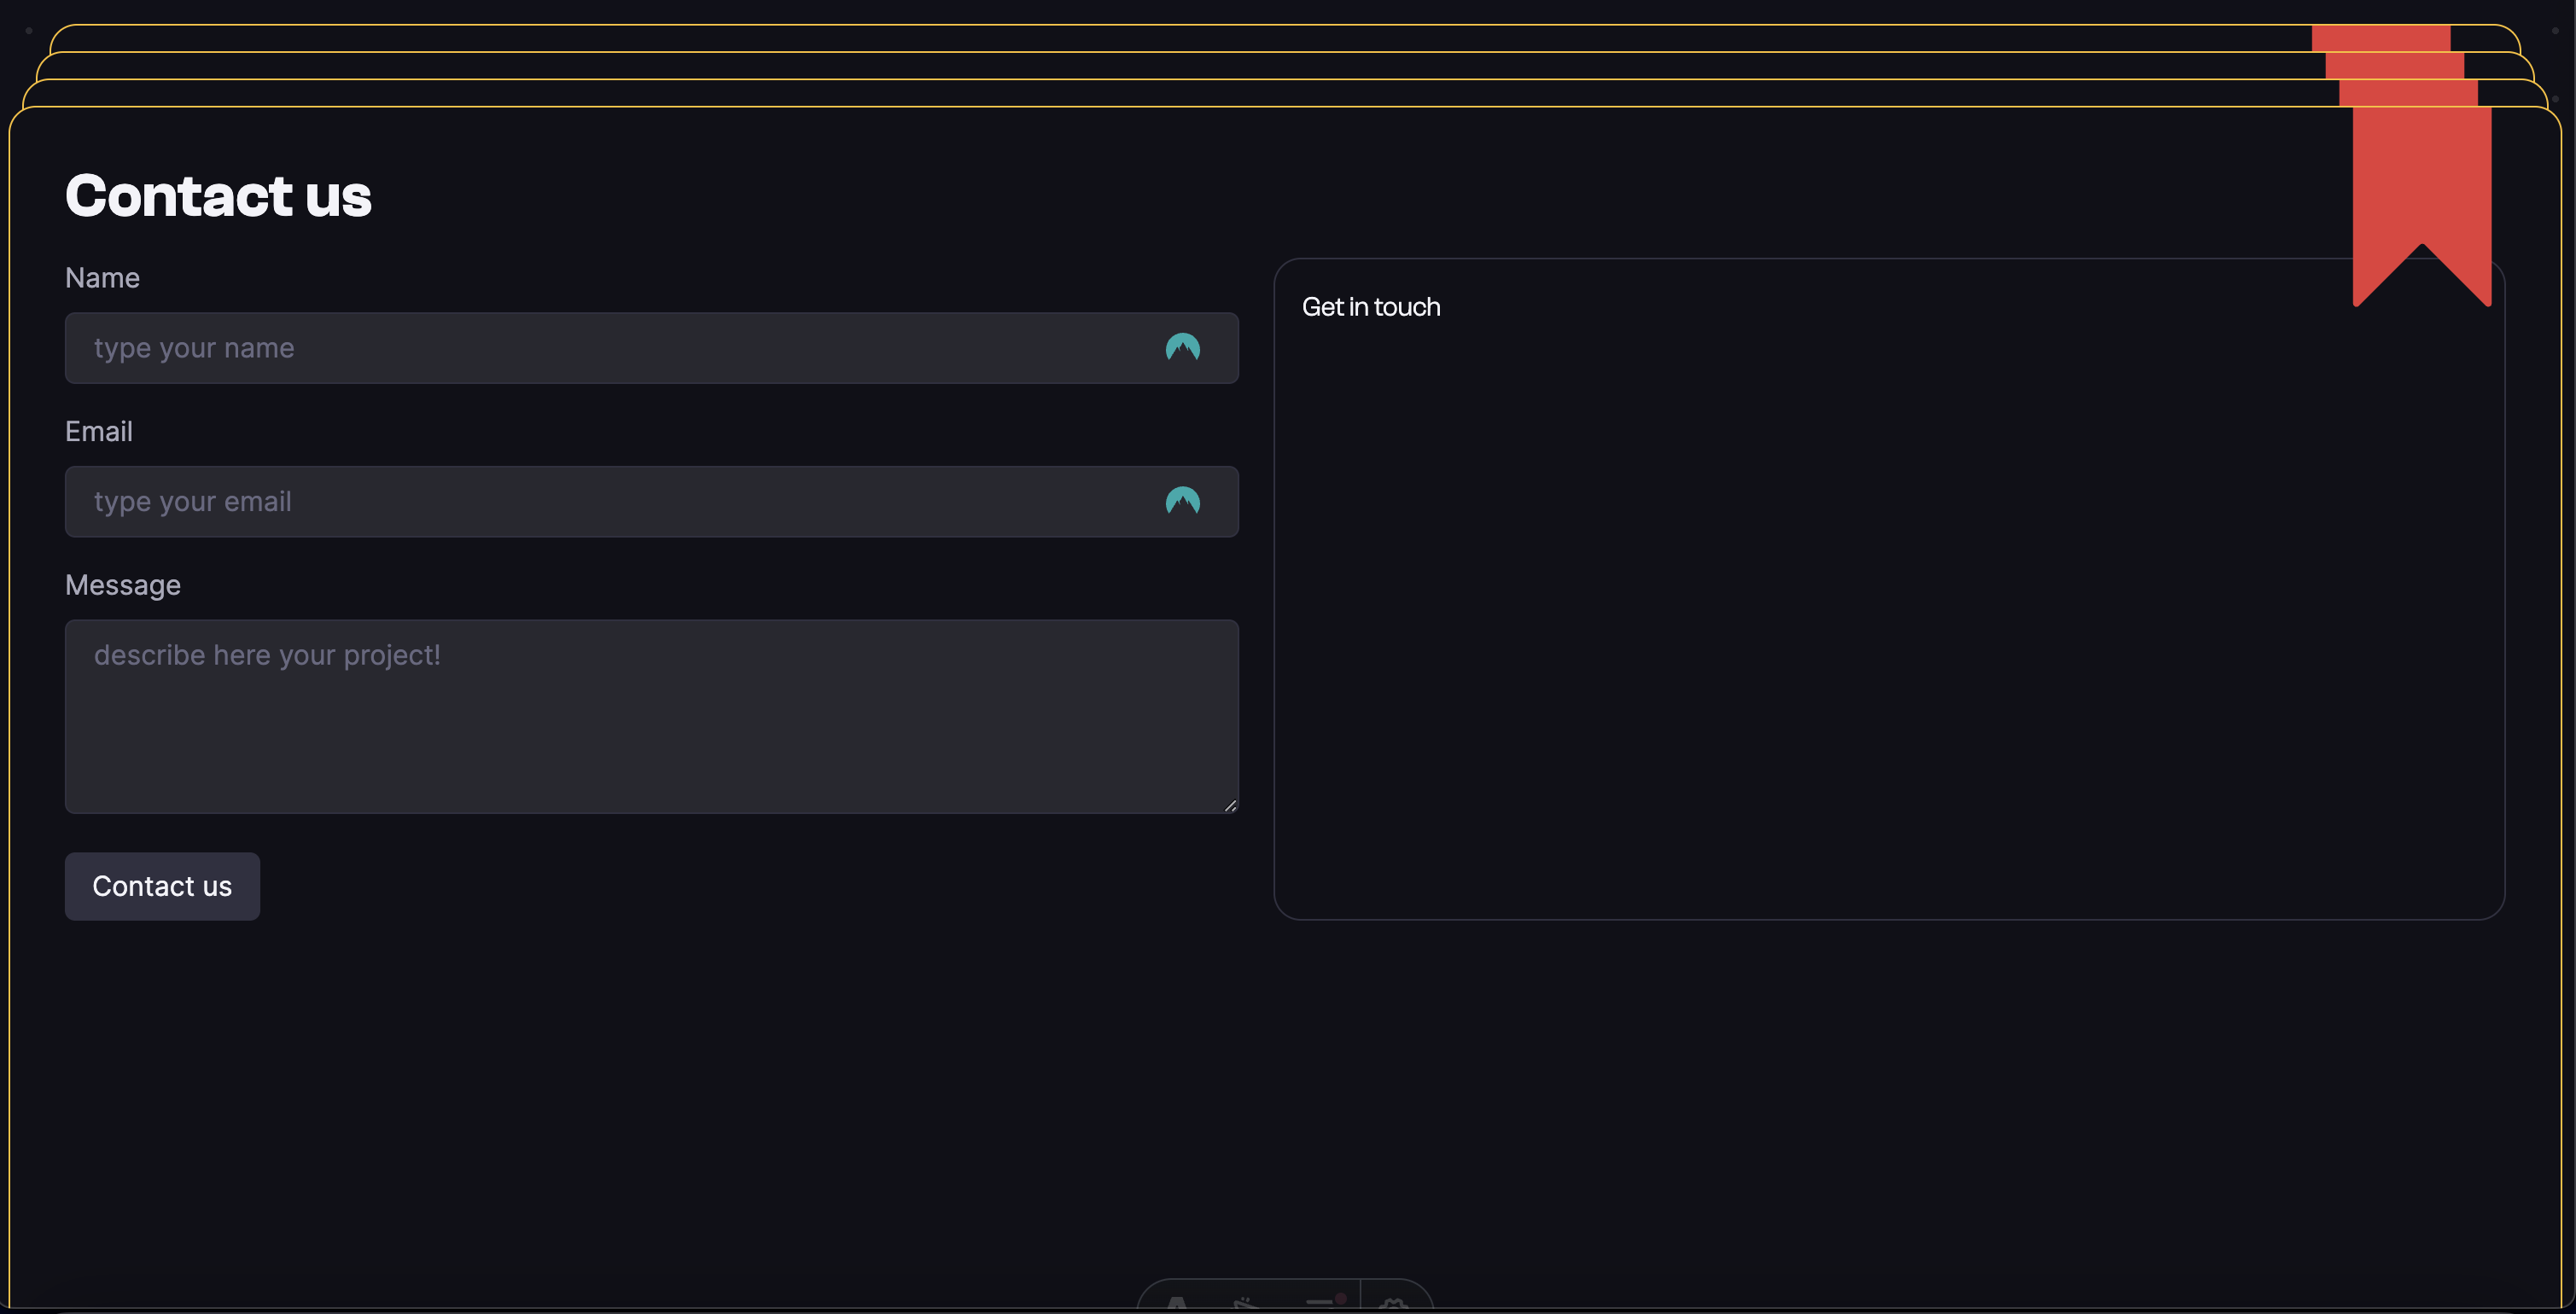 Contact us
Name
type your name
Email
type your email
Message
describe here your project!
Contact us
Get in touch